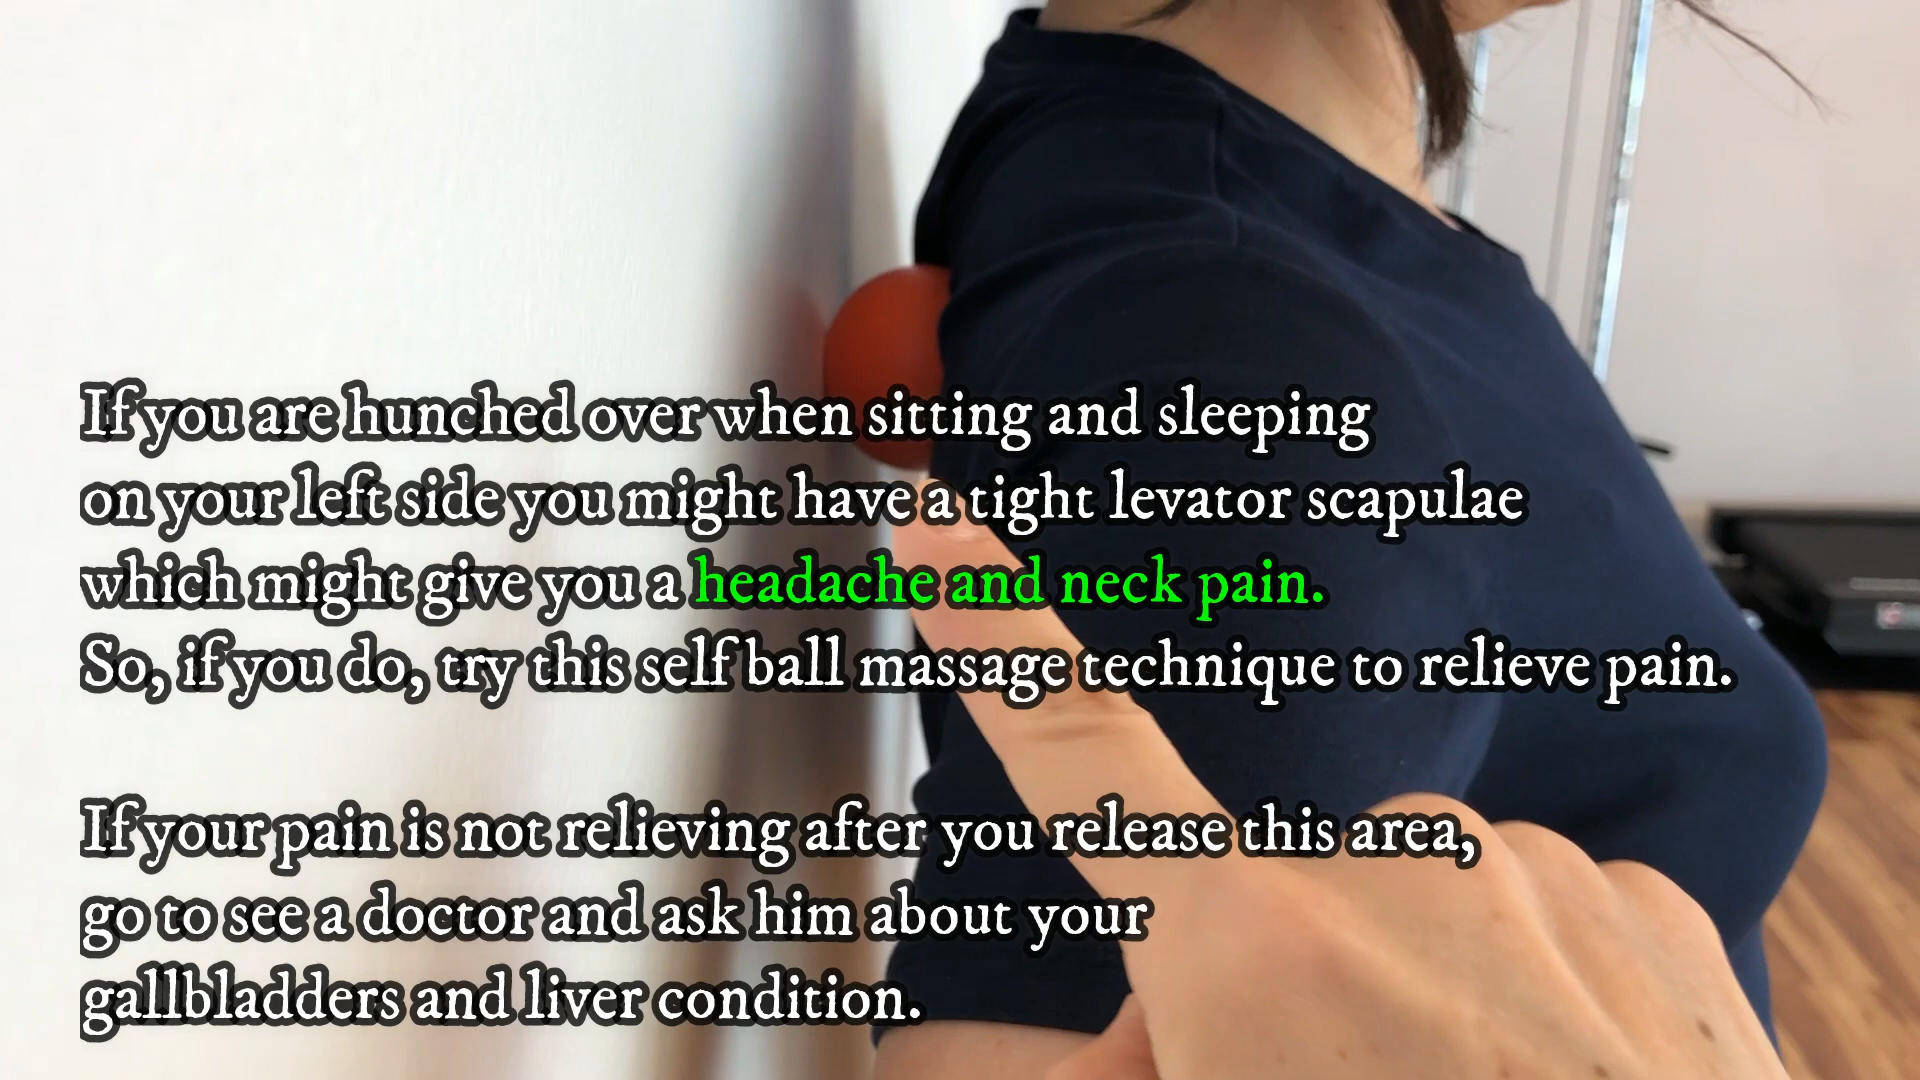 If you are hunched over when sitting and sleeping
on your left side you might have a tight levator scapulae
which might give you a headache and neck pain.
So, if you do, try this self ball massage technique to relieve pain.
If your pain is not relieving after you release this area,
go to see a doctor and ask him about your
gallbladders and liver condition.